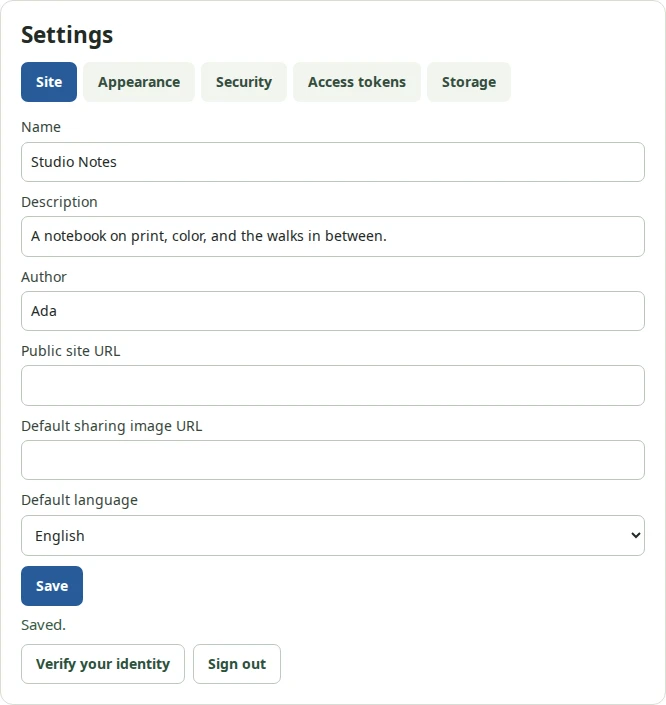 Settings
Site Appearance Security Access tokens Storage
Name
Studio Notes
Description
A notebook on print, color, and the walks in between.
Author
Ada
Public site URL
Default sharing image URL
Default language
English
Save
Saved.
Verify your identity Sign out